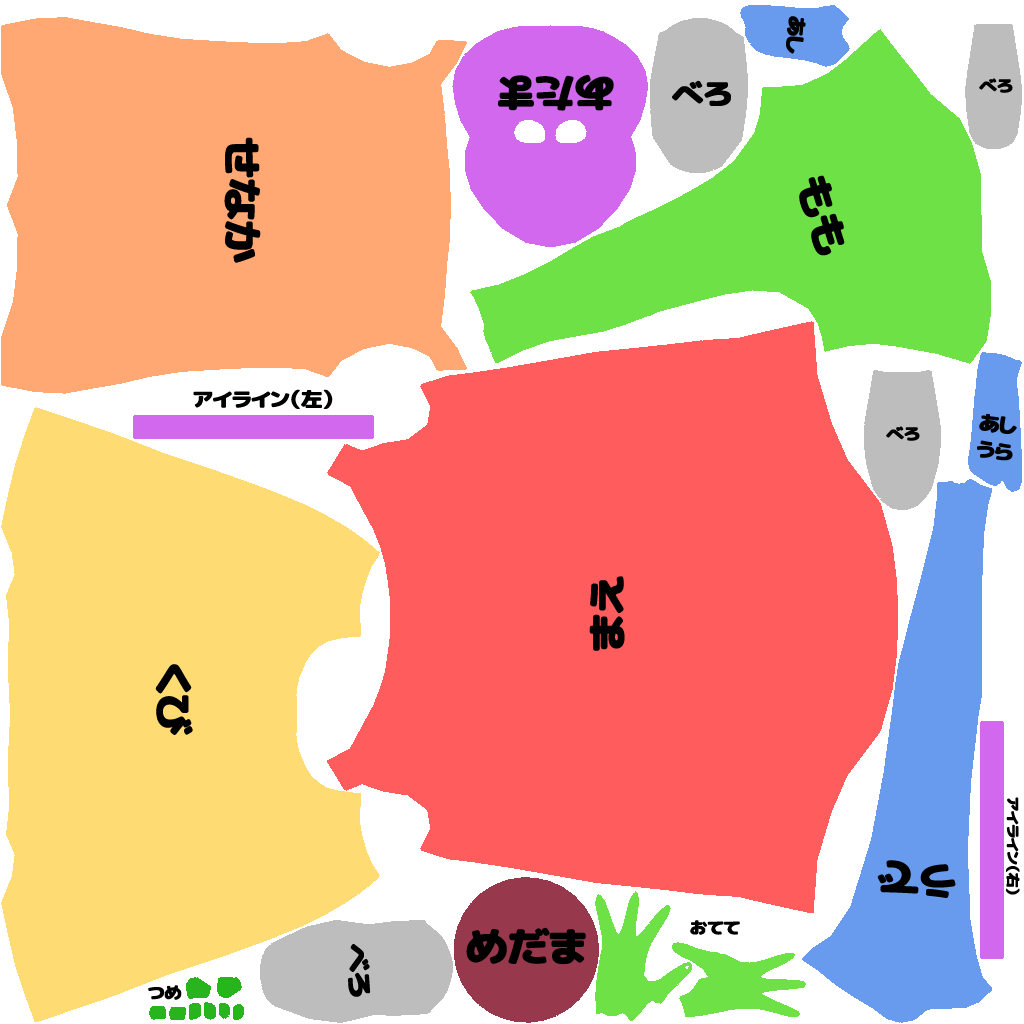 あし
べろ
べろ
あたま
せなか
もも
アイライン(左)
べろ
あし
うら
まえ
くび
アイライン(右)
うで
おてて
めだま
べろ
つめ